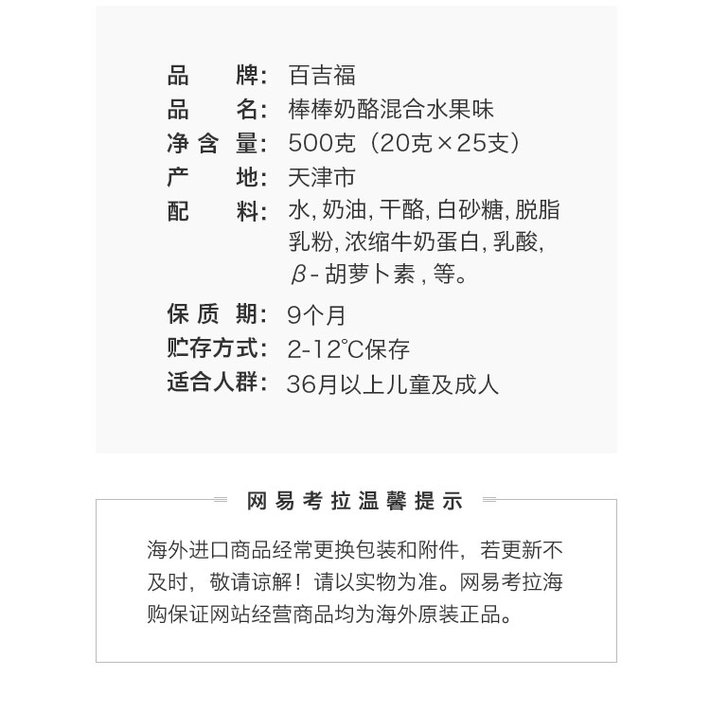 品 牌： 百吉福
品 名： 棒棒奶酪混合水果味
净 含 量： 500克（20克×25支）
产 地： 天津市
配 料： 水, 奶油, 干酪, 白砂糖, 脱脂
乳粉, 浓缩牛奶蛋白, 乳酸,
β- 胡萝卜素 , 等。
保 质 期： 9个月
贮存方式： 2-12℃保存
适合人群： 36月以上儿童及成人
网易考拉温馨提示
海外进口商品经常更换包装和附件，若更新不
及时，敬请谅解！请以实物为准。网易考拉海
购保证网站经营商品均为海外原装正品。